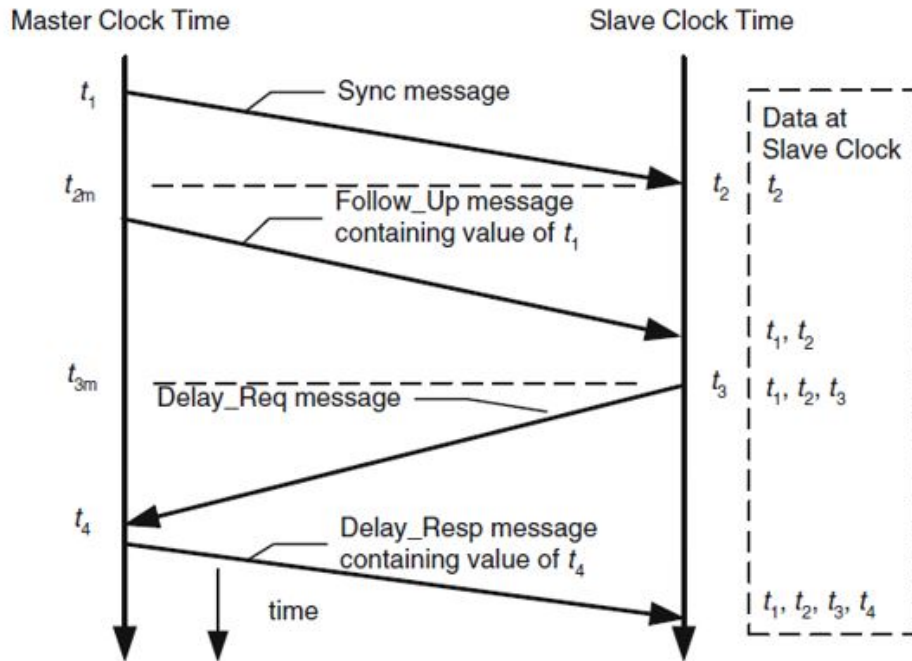 Master Clock Time
Slave Clock Time
t₁
Sync message
Data at
Slave Clock
t₂ₘ
t₂
t₂
Follow_Up message
containing value of t₁
t₁, t₂
t₃ₘ
t₃
t₁, t₂, t₃
Delay_Req message
t₄
Delay_Resp message
containing value of t₄
time
t₁, t₂, t₃, t₄